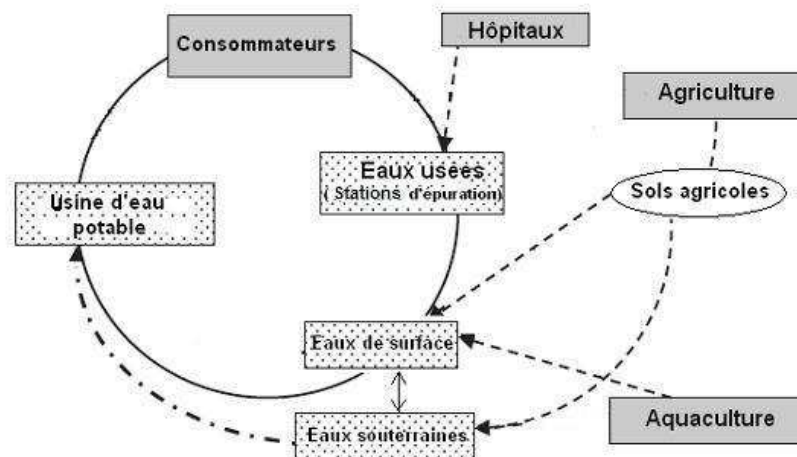 Consommateurs
Hôpitaux
Agriculture
Eaux usées
( Stations d'épuration)
Sols agricoles
Usine d'eau
potable
Eaux de surface
Eaux souterraines
Aquaculture